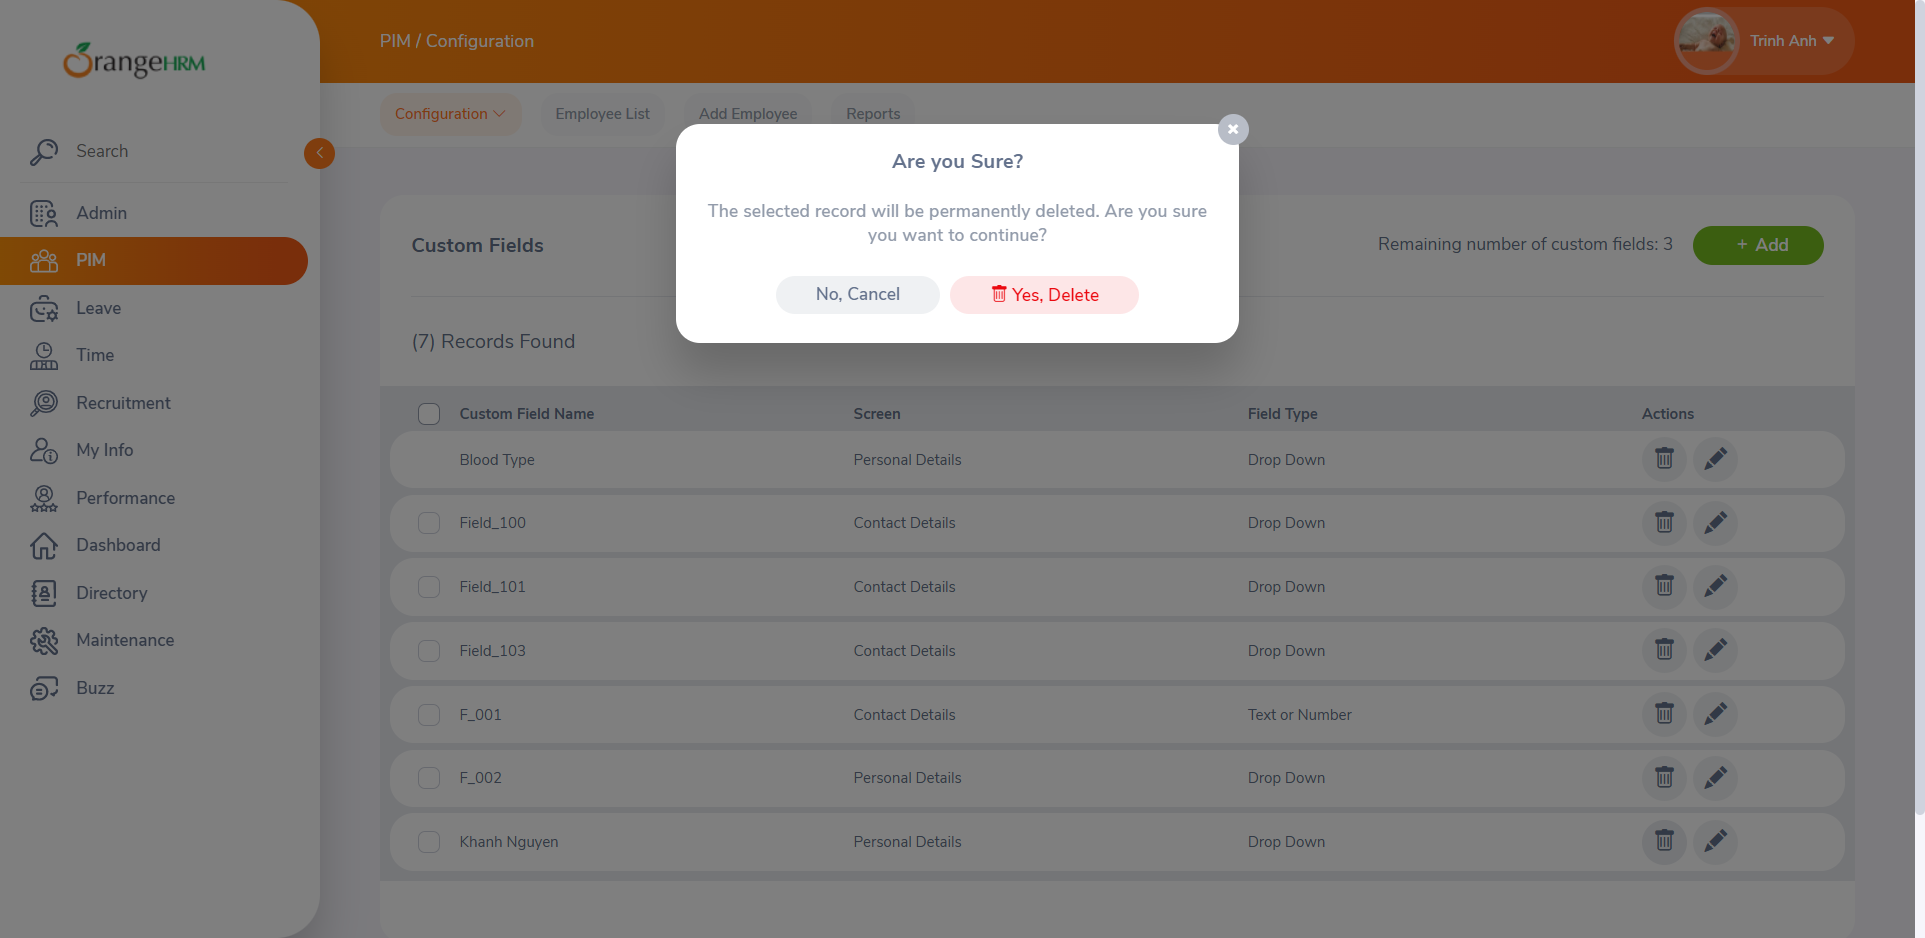 OrangeHRM
PIM / Configuration
Trinh Anh
Configuration
Employee List
Add Employee
Reports
Search
Admin
PIM
Leave
Time
Recruitment
My Info
Performance
Dashboard
Directory
Maintenance
Buzz
Are you Sure?
The selected record will be permanently deleted. Are you sure
you want to continue?
No, Cancel
Yes, Delete
Custom Fields
Remaining number of custom fields: 3
+ Add
(7) Records Found
Custom Field Name Screen Field Type Actions
Blood Type Personal Details Drop Down
Field_100 Contact Details Drop Down
Field_101 Contact Details Drop Down
Field_103 Contact Details Drop Down
F_001 Contact Details Text or Number
F_002 Personal Details Drop Down
Khanh Nguyen Personal Details Drop Down